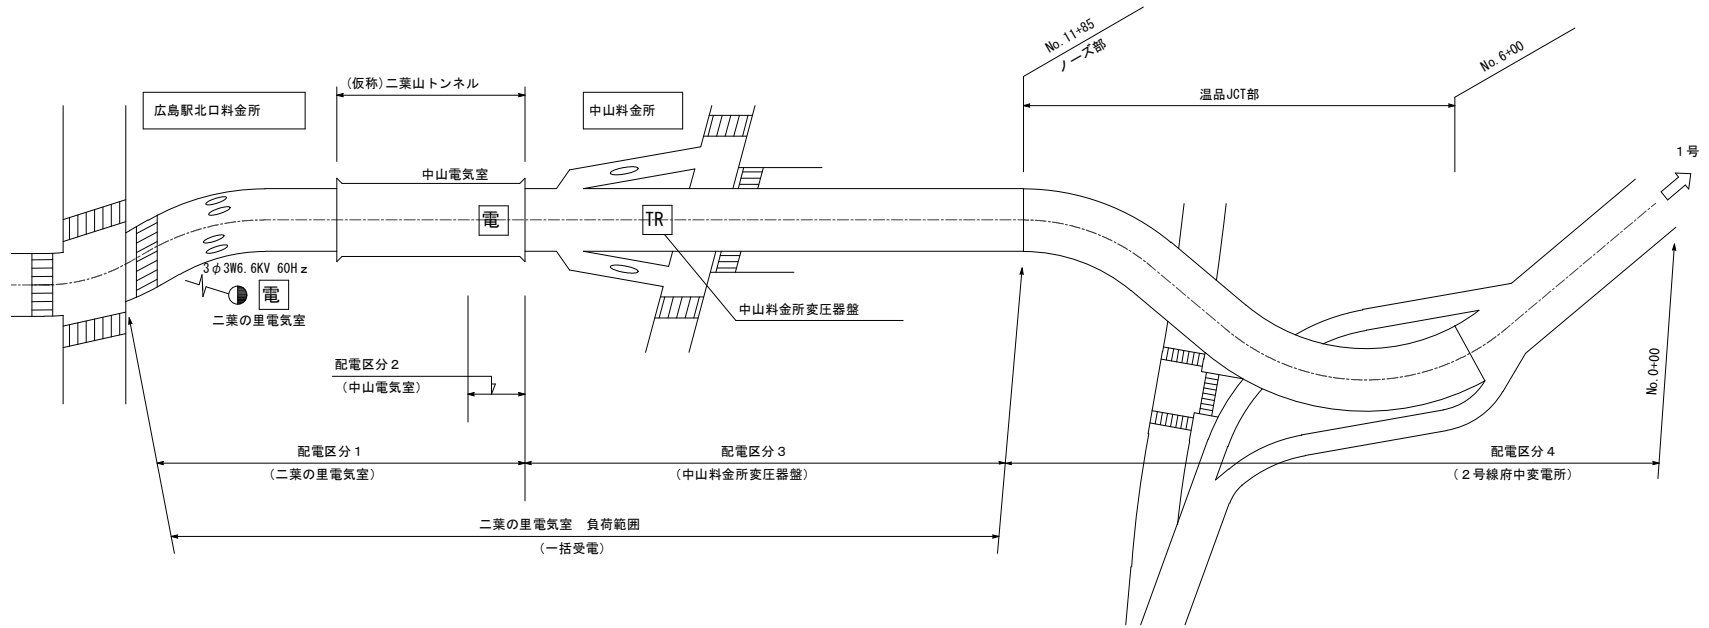 No.11+85
ノーズ部
No.6+00
(仮称)二葉山トンネル
広島駅北口料金所
中山料金所
温品JCT部
1号
中山電気室
電
TR
3φ3W6.6KV 60Hz
電
二葉の里電気室
中山料金所変圧器盤
配電区分2
(中山電気室)
No.0+00
配電区分1
(二葉の里電気室)
配電区分3
(中山料金所変圧器盤)
配電区分4
(2号線府中変電所)
二葉の里電気室 負荷範囲
(一括受電)